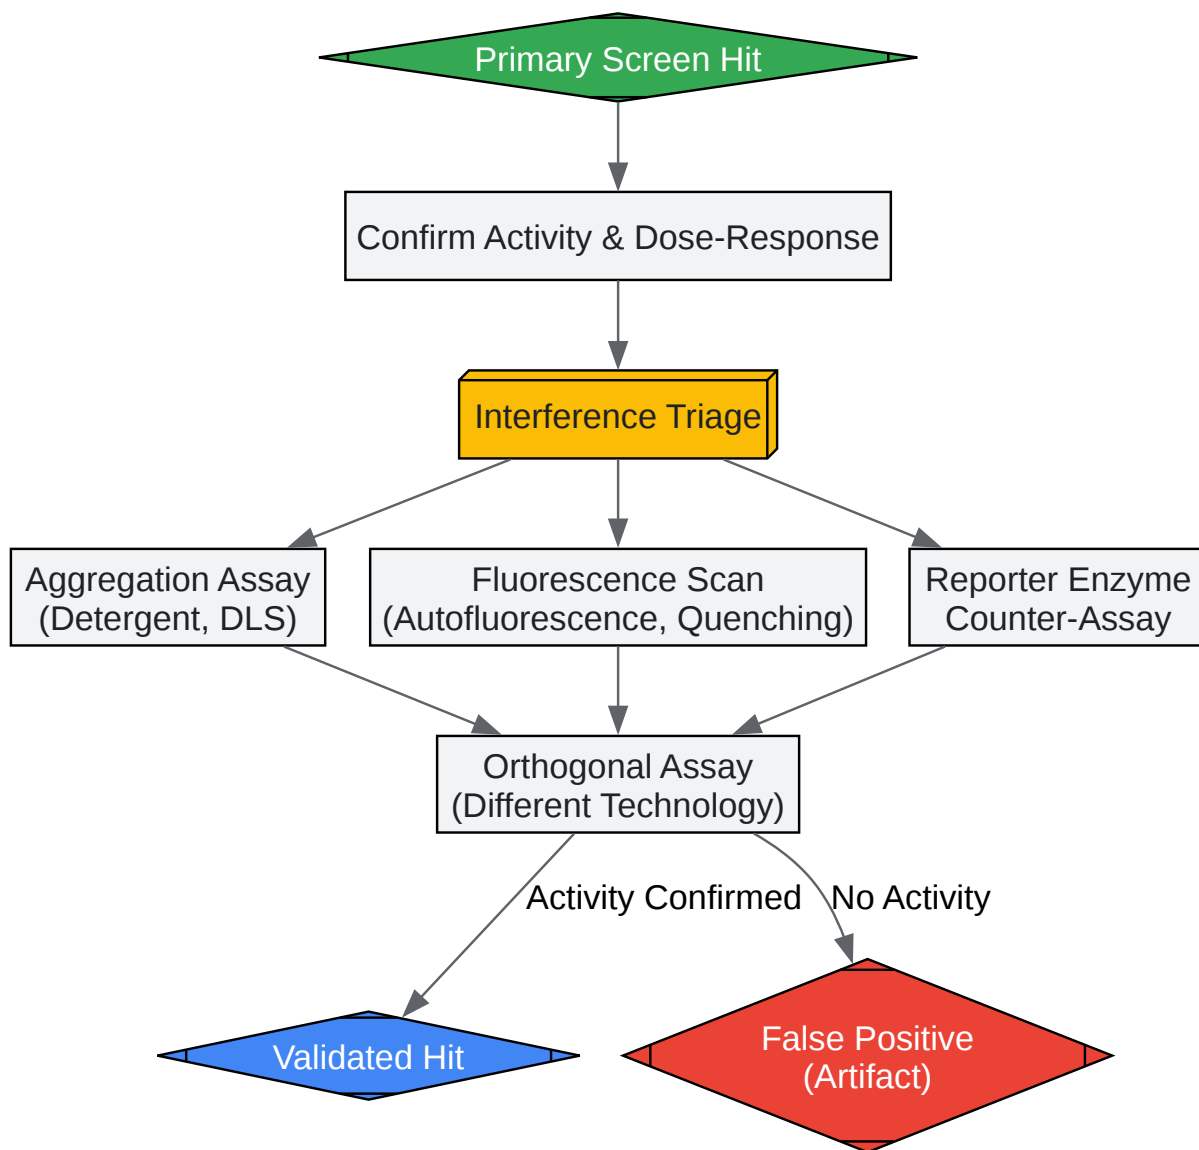 Primary Screen Hit
Confirm Activity & Dose-Response
Interference Triage
Aggregation Assay
(Detergent, DLS)
Fluorescence Scan
(Autofluorescence, Quenching)
Reporter Enzyme
Counter-Assay
Orthogonal Assay
(Different Technology)
Activity Confirmed
No Activity
Validated Hit
False Positive
(Artifact)